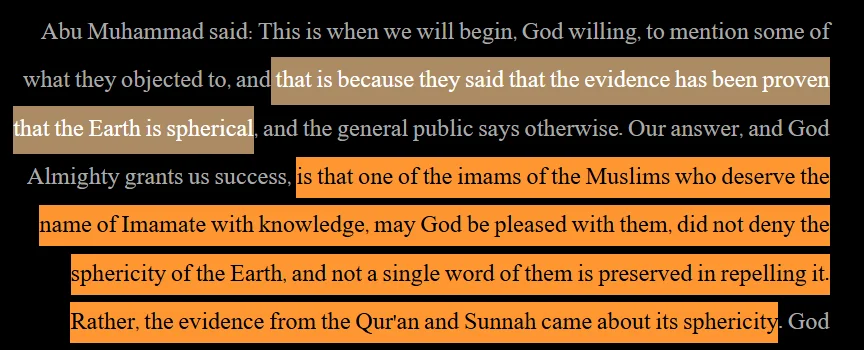 Abu Muhammad said: This is when we will begin, God willing, to mention some of
what they objected to, and that is because they said that the evidence has been proven
that the Earth is spherical, and the general public says otherwise. Our answer, and God
Almighty grants us success, is that one of the imams of the Muslims who deserve the
name of Imamate with knowledge, may God be pleased with them, did not deny the
sphericity of the Earth, and not a single word of them is preserved in repelling it.
Rather, the evidence from the Qur'an and Sunnah came about its sphericity. God